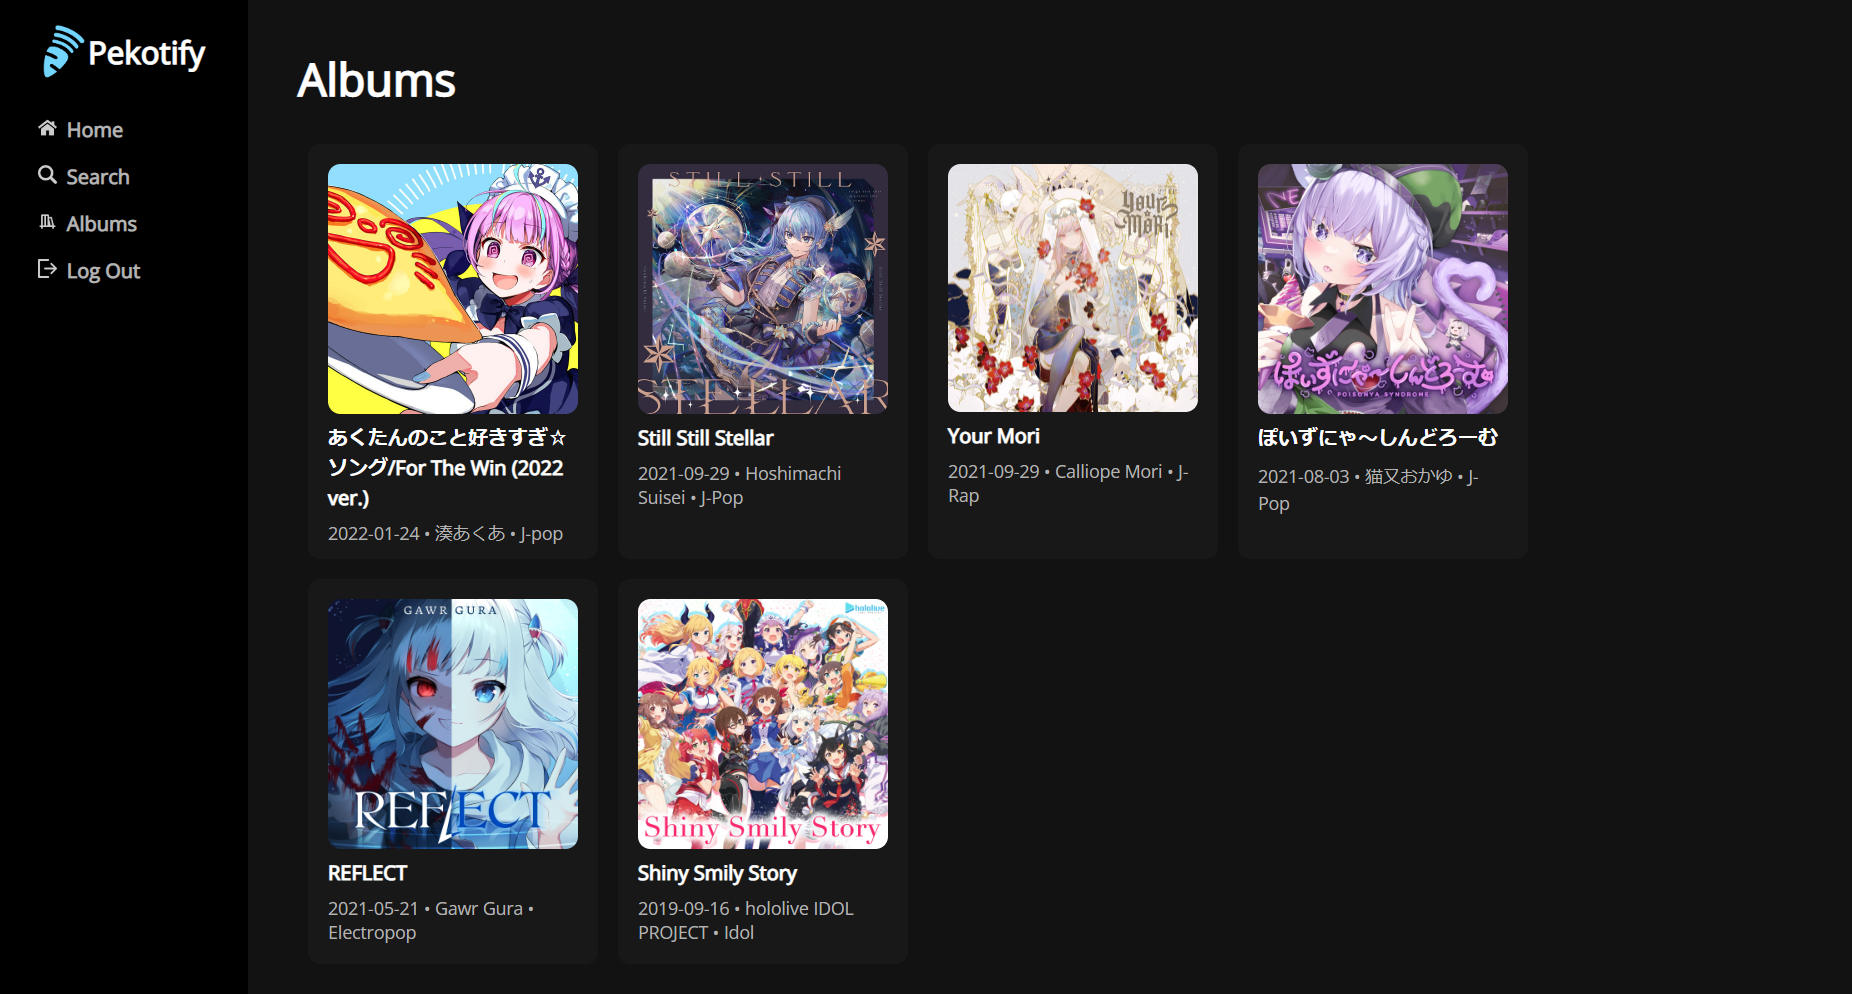 Pekotify
Home
Search
Albums
Log Out
Albums
STILL STILL
STELLAR
Your
MORi
NE
ぽいずにゃ～しんどろーむ
POISONYA SYNDROME
あくたんのこと好きすぎ☆
ソング/For The Win (2022
ver.)
2022-01-24 • 湊あくあ • J-pop
Still Still Stellar
2021-09-29 • Hoshimachi
Suisei • J-Pop
Your Mori
2021-09-29 • Calliope Mori • J-
Rap
ぽいずにゃ～しんどろーむ
2021-08-03 • 猫又おかゆ • J-
Pop
GAWR GURA
REFLECT
hololive
Shiny Smily Story
REFLECT
2021-05-21 • Gawr Gura •
Electropop
Shiny Smily Story
2019-09-16 • hololive IDOL
PROJECT • Idol